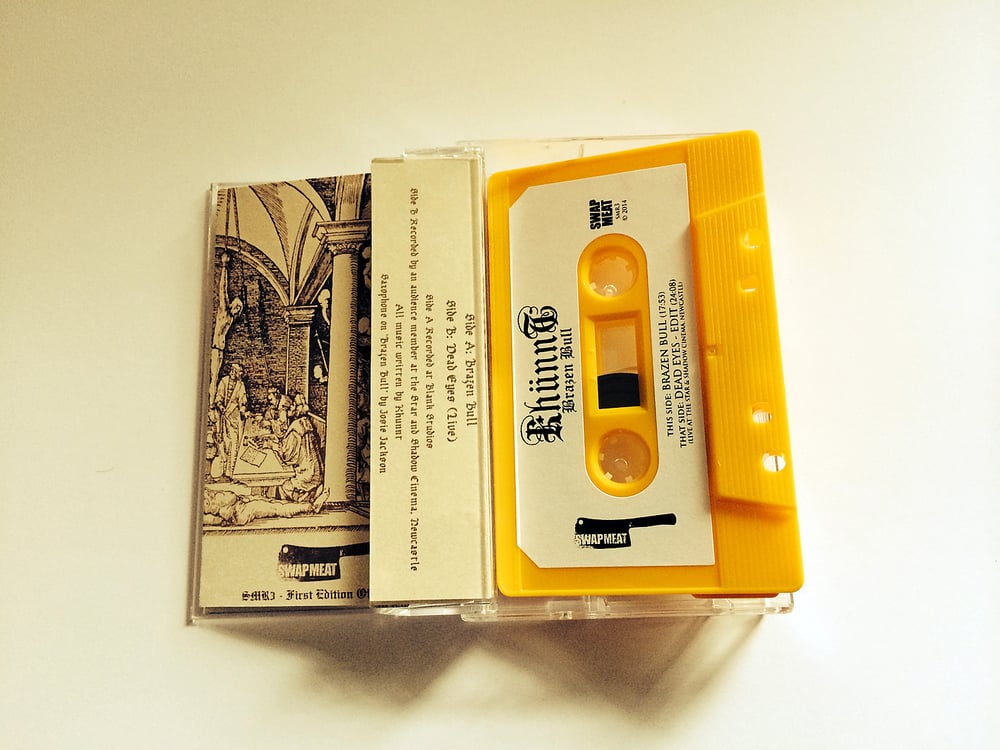 SWAPMEAT
SMR3 - First Edition
Side A: Brazen Bull
Side B: Dead Eyes (Live)
Side A Recorded at Blank Studios
Side B Recorded by an audience member at the Star and Shadow Cinema, Newcastle
All music written by Khunnt
Saxophone on 'Brazen Bull' by Josie Jackson
SWAP
MEAT
SMR3
© 2014
KhünnT
Brazen Bull
THIS SIDE: BRAZEN BULL (17:53)
THAT SIDE: DEAD EYES - EDIT (24:08)
(LIVE AT THE STAR & SHADOW CINEMA, NEWCASTLE)
SWAPMEAT